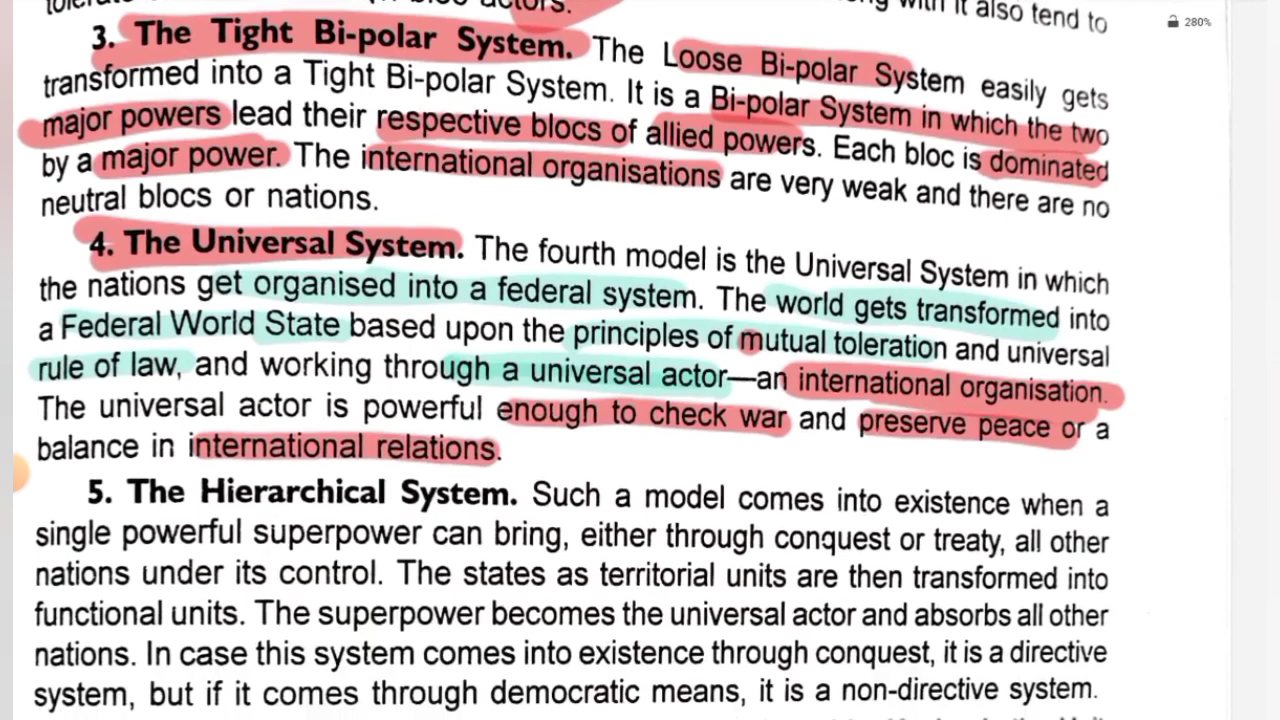 actors.
with it also tend to
280%
3. The Tight Bi-polar System. The Loose Bi-polar System easily gets
transformed into a Tight Bi-polar System. It is a Bi-polar System in which the two
major powers lead their respective blocs of allied powers. Each bloc is dominated
by a major power. The international organisations are very weak and there are no
neutral blocs or nations.
4. The Universal System. The fourth model is the Universal System in which
the nations get organised into a federal system. The world gets transformed into
a Federal World State based upon the principles of mutual toleration and universal
rule of law, and working through a universal actor—an international organisation.
The universal actor is powerful enough to check war and preserve peace or a
balance in international relations.
5. The Hierarchical System. Such a model comes into existence when a
single powerful superpower can bring, either through conquest or treaty, all other
nations under its control. The states as territorial units are then transformed into
functional units. The superpower becomes the universal actor and absorbs all other
nations. In case this system comes into existence through conquest, it is a directive
system, but if it comes through democratic means, it is a non-directive system.